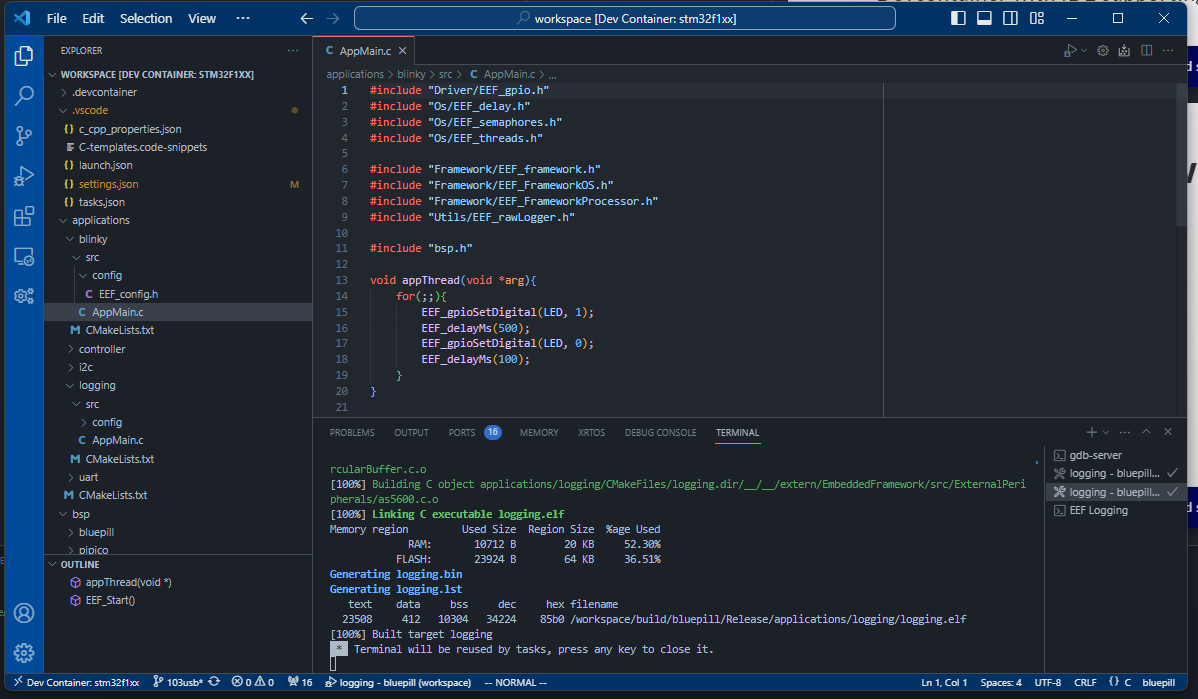 File Edit Selection View ··· workspace [Dev Container: stm32f1xx]
EXPLORER ···
WORKSPACE [DEV CONTAINER: STM32F1XX]
.devcontainer
.vscode
{} c_cpp_properties.json
C-templates.code-snippets
{} launch.json
{} settings.json M
{} tasks.json
applications
blinky
src
config
C EEF_config.h
C AppMain.c
M CMakeLists.txt
controller
i2c
logging
src
config
C AppMain.c
M CMakeLists.txt
uart
M CMakeLists.txt
bsp
bluepill
pipico
OUTLINE
appThread(void *)
EEF_Start()
C AppMain.c
applications > blinky > src > C AppMain.c > ...
1 #include "Driver/EEF_gpio.h"
2 #include "Os/EEF_delay.h"
3 #include "Os/EEF_semaphores.h"
4 #include "Os/EEF_threads.h"
5
6 #include "Framework/EEF_framework.h"
7 #include "Framework/EEF_FrameworkOS.h"
8 #include "Framework/EEF_FrameworkProcessor.h"
9 #include "Utils/EEF_rawLogger.h"
10
11 #include "bsp.h"
12
13 void appThread(void *arg){
14 for(;;){
15 EEF_gpioSetDigital(LED, 1);
16 EEF_delayMs(500);
17 EEF_gpioSetDigital(LED, 0);
18 EEF_delayMs(100);
19 }
20 }
21
PROBLEMS OUTPUT PORTS 16 MEMORY XRTOS DEBUG CONSOLE TERMINAL
rcularBuffer.c.o
[100%] Building C object applications/logging/CMakeFiles/logging.dir/__/__/extern/EmbeddedFramework/src/ExternalPeri
pherals/as5600.c.o
[100%] Linking C executable logging.elf
Memory region Used Size Region Size %age Used
RAM: 10712 B 20 KB 52.30%
FLASH: 23924 B 64 KB 36.51%
Generating logging.bin
Generating logging.lst
text data bss dec hex filename
23508 412 10304 34224 85b0 /workspace/build/bluepill/Release/applications/logging/logging.elf
[100%] Built target logging
* Terminal will be reused by tasks, press any key to close it.
gdb-server
logging - bluepill...
logging - bluepill...
EEF Logging
Dev Container: stm32f1xx 103usb* 0 0 16 logging - bluepill (workspace) -- NORMAL -- Ln 1, Col 1 Spaces: 4 UTF-8 CRLF {} C bluepill